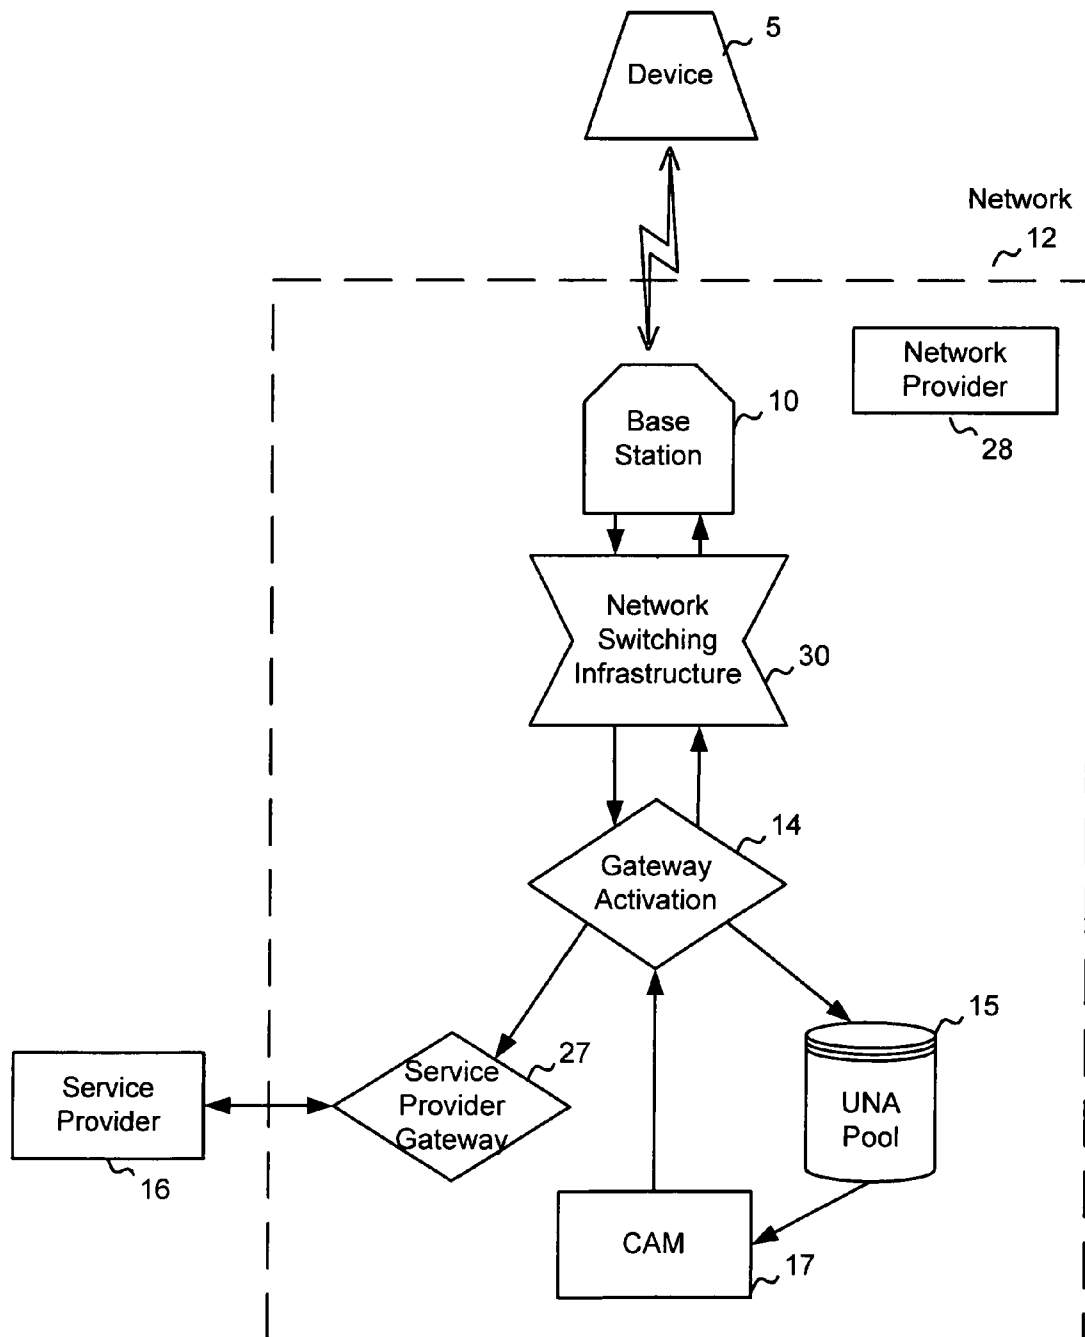 5
Device
Network
12
Network
Provider
28
Base
Station
10
Network
Switching
Infrastructure
30
14
Gateway
Activation
15
27
Service
Provider
Gateway
Service
Provider
16
UNA
Pool
CAM
17